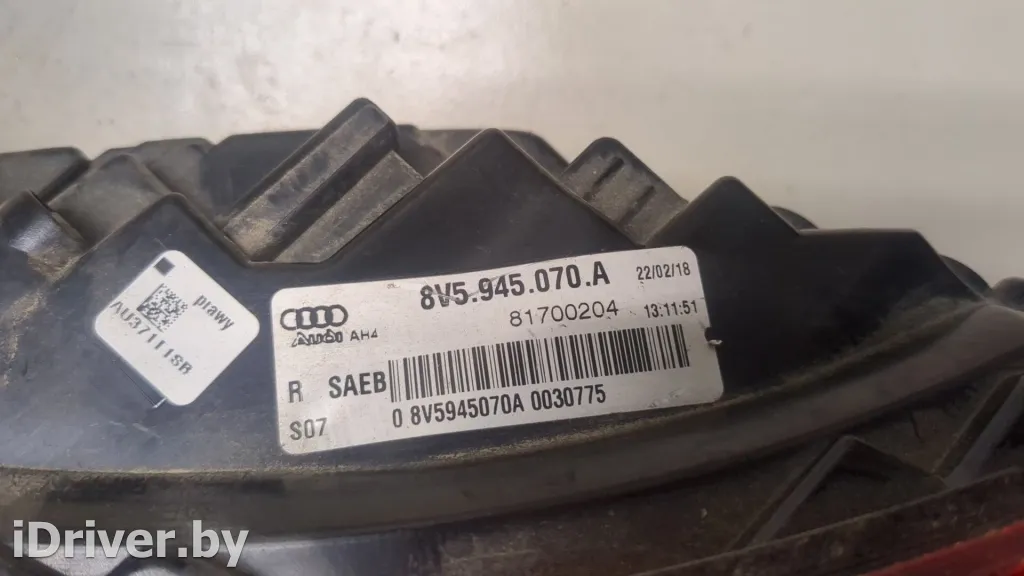 prawy
AU37111SR
8V5.945.070.A
22/02/18
Audi AH4
81700204
13:11:51
R SAEB
S07
0 8V5945070A 0030775
iDriver.by